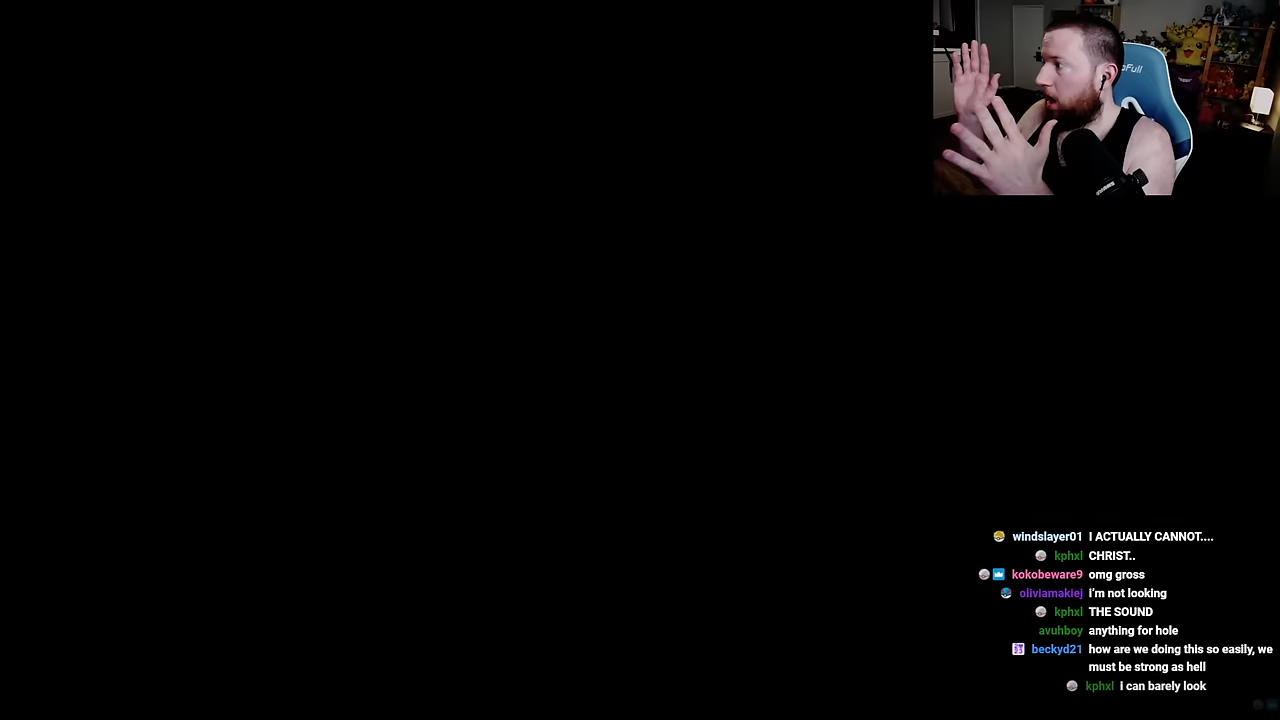 windslayer01 I ACTUALLY CANNOT....
kphxl CHRIST..
kokobeware9 omg gross
oliviamakiej i'm not looking
kphxl THE SOUND
avuhboy anything for hole
beckyd21 how are we doing this so easily, we
must be strong as hell
kphxl i can barely look